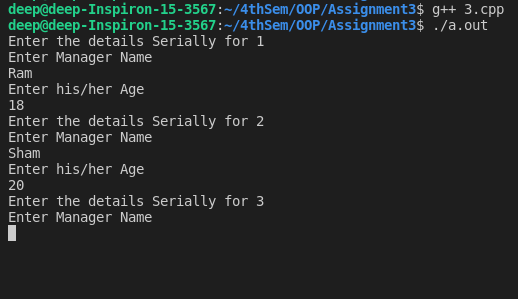 deep@deep-Inspiron-15-3567:~/4thSem/OOP/Assignment3$ g++ 3.cpp
deep@deep-Inspiron-15-3567:~/4thSem/OOP/Assignment3$ ./a.out
Enter the details Serially for 1
Enter Manager Name
Ram
Enter his/her Age
18
Enter the details Serially for 2
Enter Manager Name
Sham
Enter his/her Age
20
Enter the details Serially for 3
Enter Manager Name